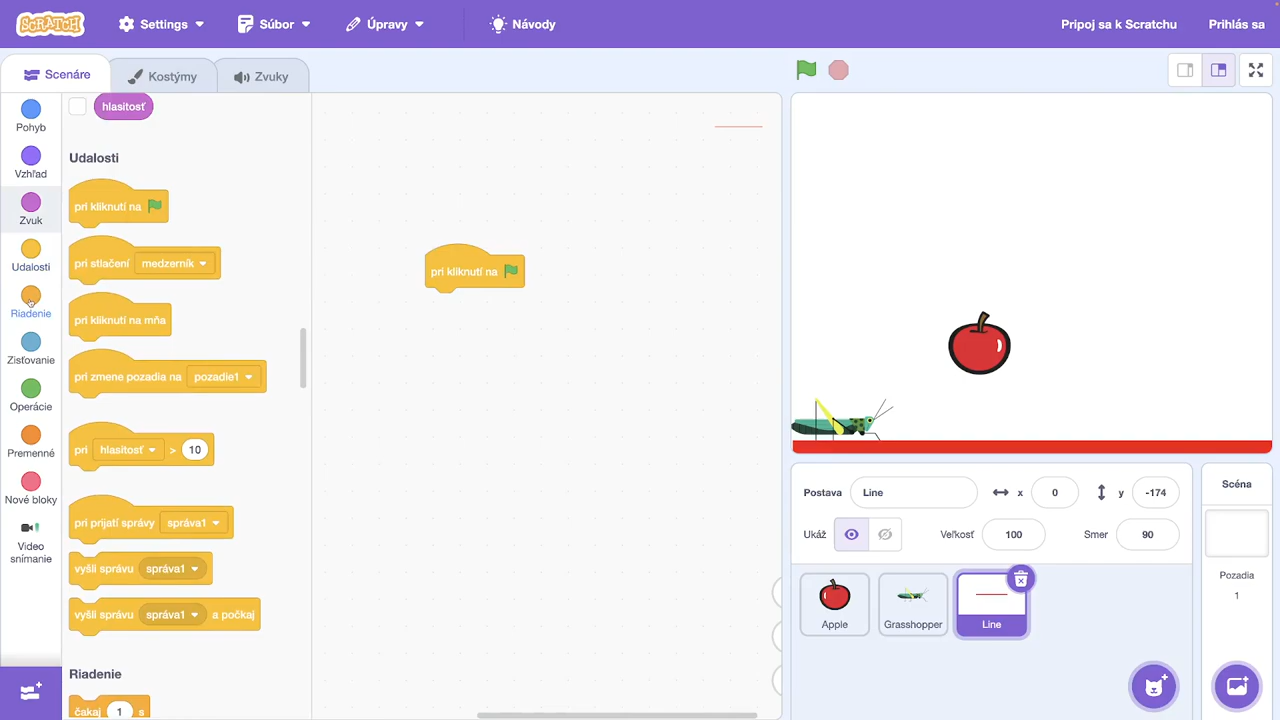 SCRATCH Settings Súbor Úpravy Návody Pripoj sa k Scratchu Prihlás sa
Scenáre Kostýmy Zvuky
Pohyb
Vzhľad
Zvuk
Udalosti
Riadenie
Zisťovanie
Operácie
Premenné
Nové bloky
Video
snímanie
hlasitosť
Udalosti
pri kliknutí na
pri stlačení medzerník
pri kliknutí na mňa
pri zmene pozadia na pozadie1
pri hlasitosť > 10
pri prijatí správy správa1
vyšli správu správa1
vyšli správu správa1 a počkaj
Riadenie
čakaj 1 s
pri kliknutí na
Postava Line x 0 y -174
Ukáž Veľkosť 100 Smer 90
Apple Grasshopper Line
Scéna
Pozadia
1